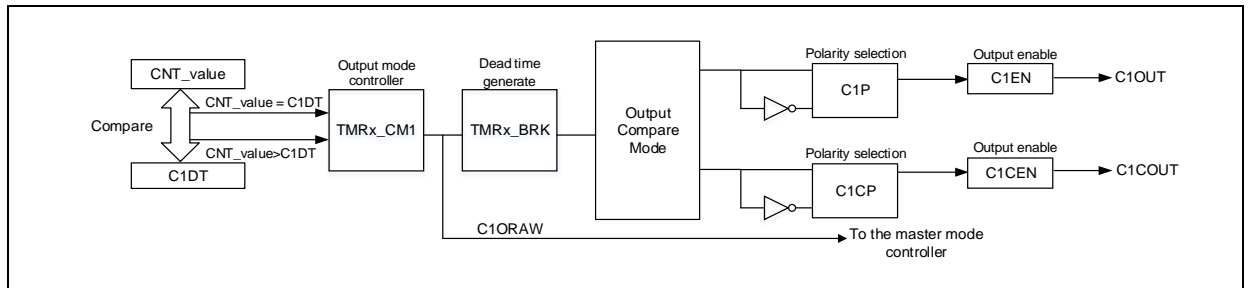 CNT_value
Compare
C1DT
CNT_value = C1DT
CNT_value>C1DT
Output mode
controller
TMRx_CM1
Dead time
generate
TMRx_BRK
C1ORAW
Output
Compare
Mode
Polarity selection
C1P
Output enable
C1EN
C1OUT
Polarity selection
C1CP
Output enable
C1CEN
C1COUT
To the master mode
controller